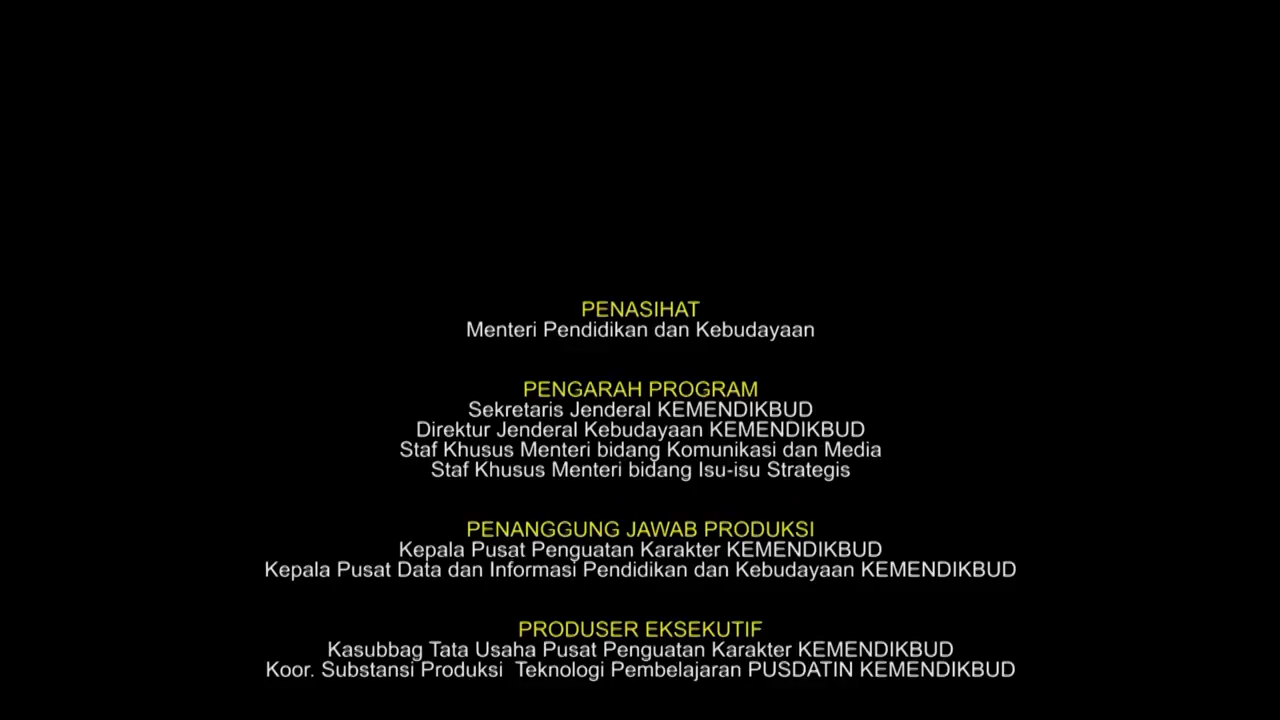 PENASIHAT
Menteri Pendidikan dan Kebudayaan
PENGARAH PROGRAM
Sekretaris Jenderal KEMENDIKBUD
Direktur Jenderal Kebudayaan KEMENDIKBUD
Staf Khusus Menteri bidang Komunikasi dan Media
Staf Khusus Menteri bidang Isu-isu Strategis
PENANGGUNG JAWAB PRODUKSI
Kepala Pusat Penguatan Karakter KEMENDIKBUD
Kepala Pusat Data dan Informasi Pendidikan dan Kebudayaan KEMENDIKBUD
PRODUSER EKSEKUTIF
Kasubbag Tata Usaha Pusat Penguatan Karakter KEMENDIKBUD
Koor. Substansi Produksi  Teknologi Pembelajaran PUSDATIN KEMENDIKBUD